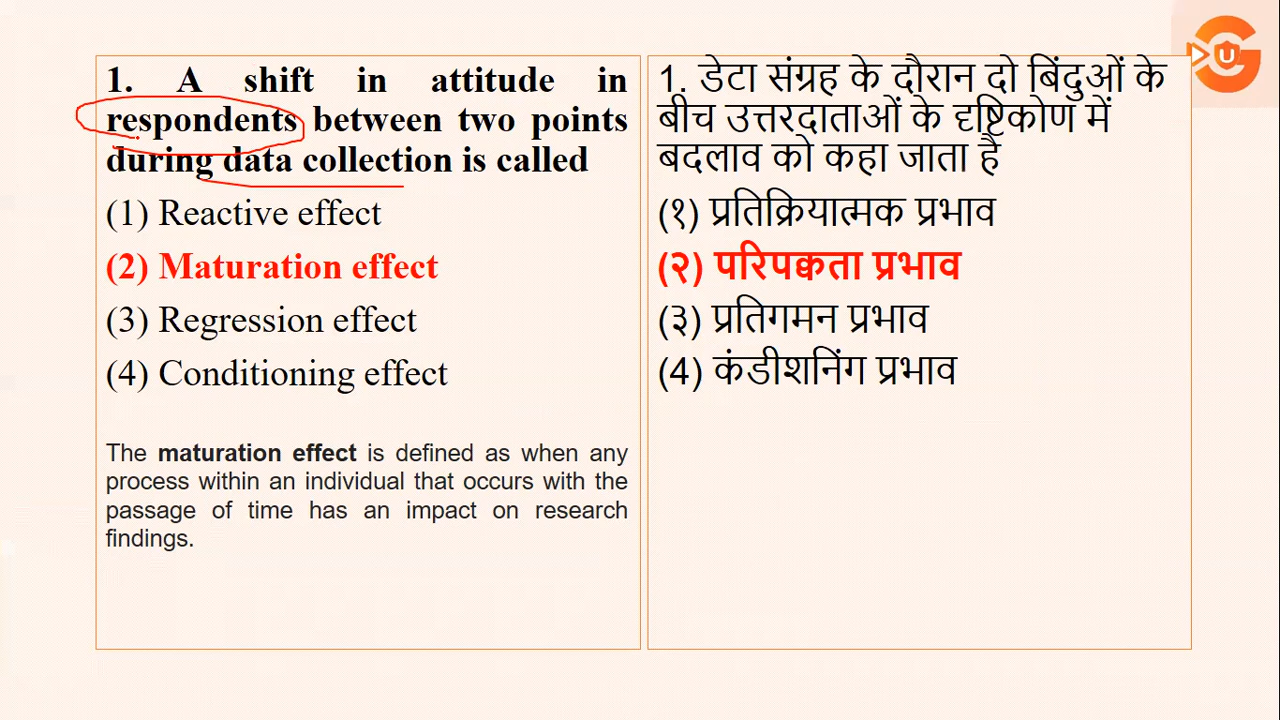 1. A shift in attitude in
respondents between two points
during data collection is called
(1) Reactive effect
(2) Maturation effect
(3) Regression effect
(4) Conditioning effect
The maturation effect is defined as when any
process within an individual that occurs with the
passage of time has an impact on research
findings.
1. डेटा संग्रह के दौरान दो बिंदुओं के
बीच उत्तरदाताओं के दृष्टिकोण में
बदलाव को कहा जाता है
(१) प्रतिक्रियात्मक प्रभाव
(२) परिपक्वता प्रभाव
(३) प्रतिगमन प्रभाव
(4) कंडीशनिंग प्रभाव
U